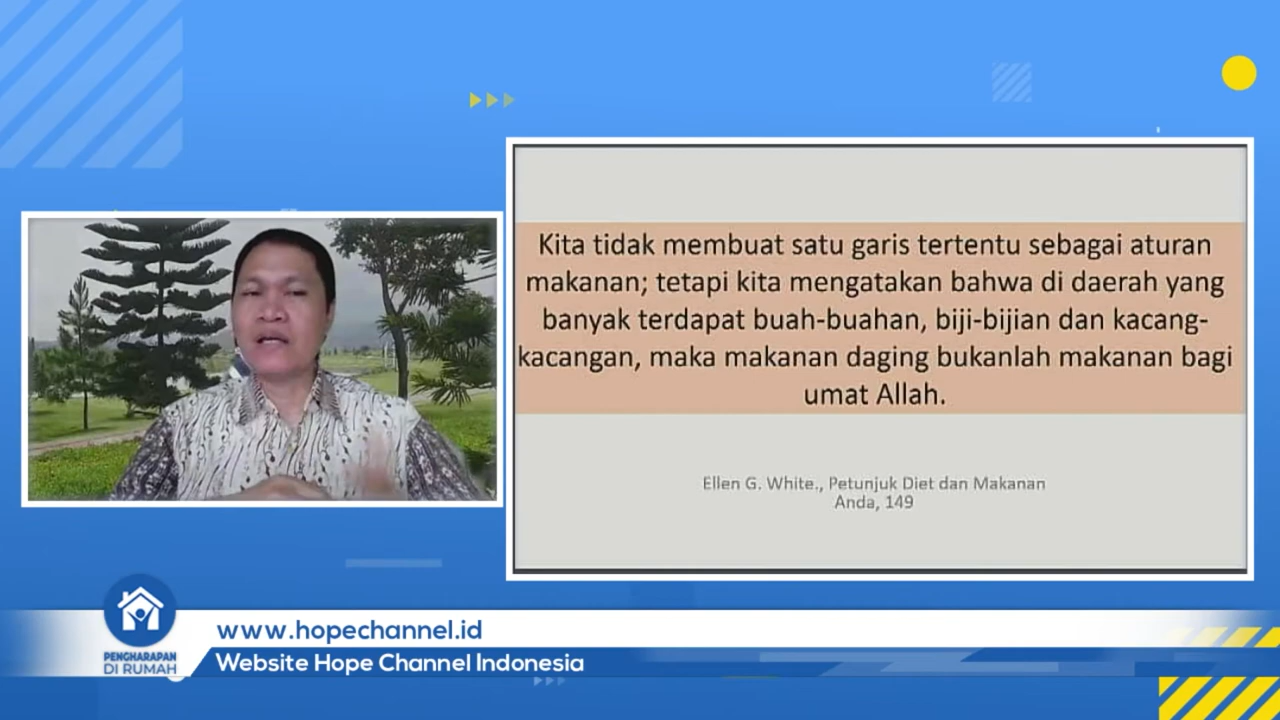 Kita tidak membuat satu garis tertentu sebagai aturan
makanan; tetapi kita mengatakan bahwa di daerah yang
banyak terdapat buah-buahan, biji-bijian dan kacang-
kacangan, maka makanan daging bukanlah makanan bagi
umat Allah.
Ellen G. White., Petunjuk Diet dan Makanan
Anda, 149
www.hopechannel.id
Website Hope Channel Indonesia
PENGHARAPAN
DI RUMAH